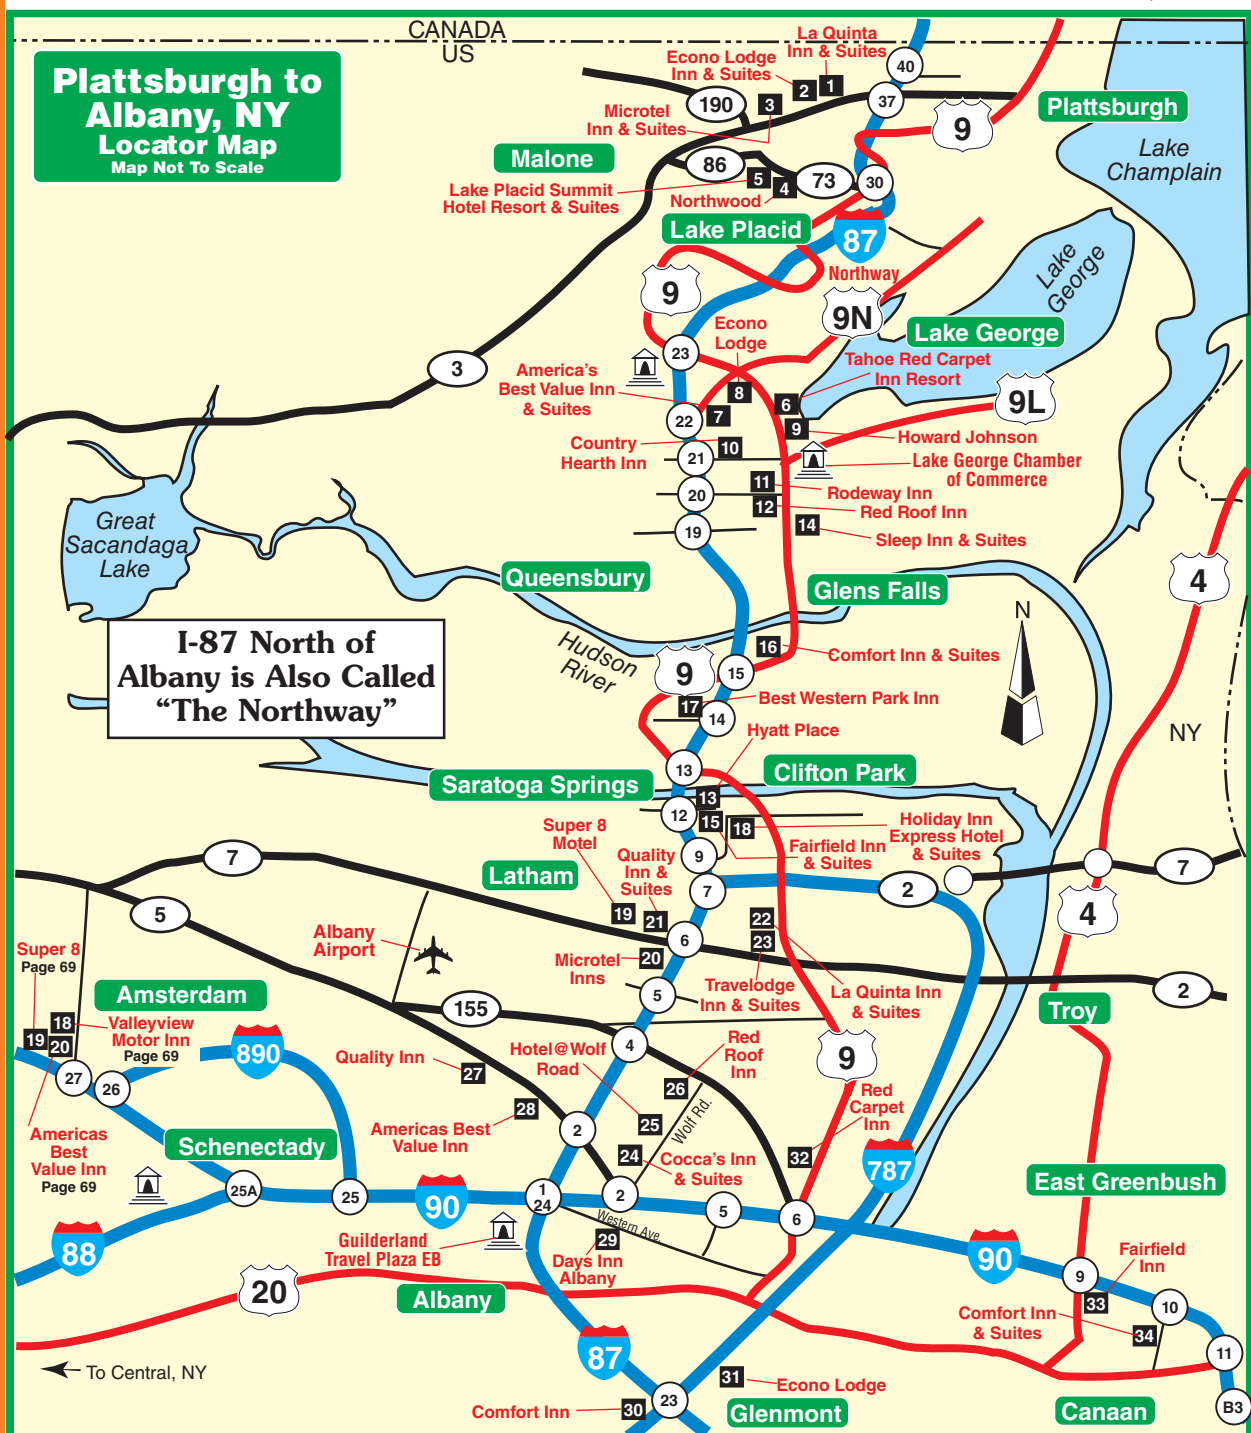 CANADA
US
Plattsburgh to
Albany, NY
Locator Map
Map Not To Scale
La Quinta
Inn & Suites
Econo Lodge
Inn & Suites
2
1
40
37
190
3
Microtel
Inn & Suites
9
Plattsburgh
Lake
Champlain
Malone
86
73
30
5
4
Lake Placid Summit
Hotel Resort & Suites
Northwood
Lake Placid
87
Northway
9
9N
Lake
George
Lake George
Econo
Lodge
23
3
America's
Best Value Inn
& Suites
8
7
22
Tahoe Red Carpet
Inn Resort
6
9L
9
Howard Johnson
Country
Hearth Inn
10
21
Lake George Chamber
of Commerce
11
Rodeway Inn
20
12
Red Roof Inn
14
Sleep Inn & Suites
19
Great
Sacandaga
Lake
4
Queensbury
Glens Falls
N
I-87 North of
Albany is Also Called
“The Northway”
Hudson
River
16
Comfort Inn & Suites
9
15
17
Best Western Park Inn
14
NY
Hyatt Place
13
Clifton Park
Saratoga Springs
13
12
15
18
Holiday Inn
Express Hotel
& Suites
Super 8
Motel
Quality
Inn &
Suites
9
Fairfield Inn
& Suites
7
Latham
7
2
7
5
19
21
6
22
23
4
Albany
Airport
Super 8
Page 69
Microtel
Inns
20
Travelodge
Inn & Suites
La Quinta Inn
& Suites
2
Amsterdam
5
155
Troy
18
Valleyview
Motor Inn
Page 69
19
20
890
27
26
Quality Inn
27
Hotel@Wolf
Road
4
Red
Roof
Inn
26
9
Americas
Best
Value Inn
Page 69
28
Americas Best
Value Inn
2
25
Wolf Rd.
Red
Carpet
Inn
32
Schenectady
24
Cocca's Inn
& Suites
787
East Greenbush
25A
25
90
1
24
2
5
6
88
Guilderland
Travel Plaza EB
Western Ave.
29
Days Inn
Albany
90
Fairfield
Inn
9
33
10
20
Albany
Comfort Inn
& Suites
34
87
11
To Central, NY
31
Econo Lodge
Comfort Inn
30
23
Glenmont
Canaan
B3